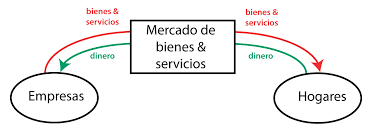 bienes &
servicios
dinero
Mercado de
bienes &
servicios
bienes &
servicios
dinero
Empresas
Hogares